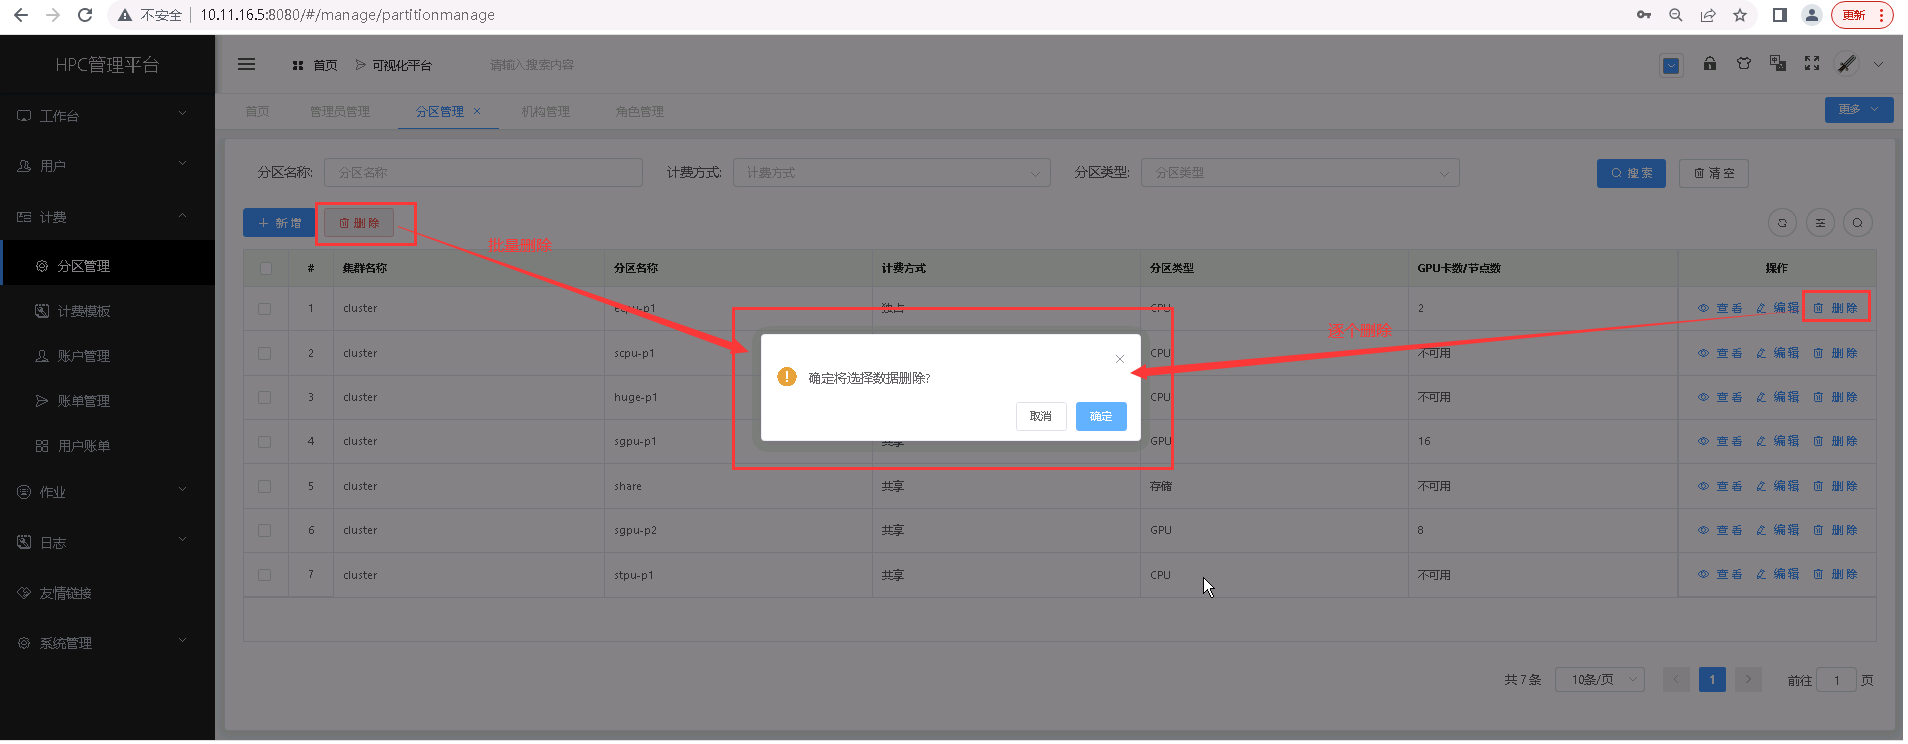 不安全 10.11.16.5:8080/#/manage/partitionmanage 更新
HPC管理平台 首页 可视化平台 请输入搜索内容
首页 管理员管理 分区管理 × 机构管理 角色管理 更多
工作台
用户
计费
分区管理
计费模板
账户管理
账单管理
用户账单
作业
日志
友情链接
系统管理
分区名称: 分区名称 计费方式: 计费方式 分区类型: 分区类型 搜索 清空
新增 删除
批量删除
# 集群名称 分区名称 计费方式 分区类型 GPU卡数/节点数 操作
1 cluster ecpu-p1 独占 CPU 2 查看 编辑 删除
逐个删除
2 cluster scpu-p1 CPU 不可用 查看 编辑 删除
3 cluster huge-p1 CPU 不可用 查看 编辑 删除
4 cluster sgpu-p1 共享 GPU 16 查看 编辑 删除
5 cluster share 共享 存储 不可用 查看 编辑 删除
6 cluster sgpu-p2 共享 GPU 8 查看 编辑 删除
7 cluster stpu-p1 共享 CPU 不可用 查看 编辑 删除
确定将选择数据删除?
取消 确定
共 7 条 10条/页 1 前往 1 页